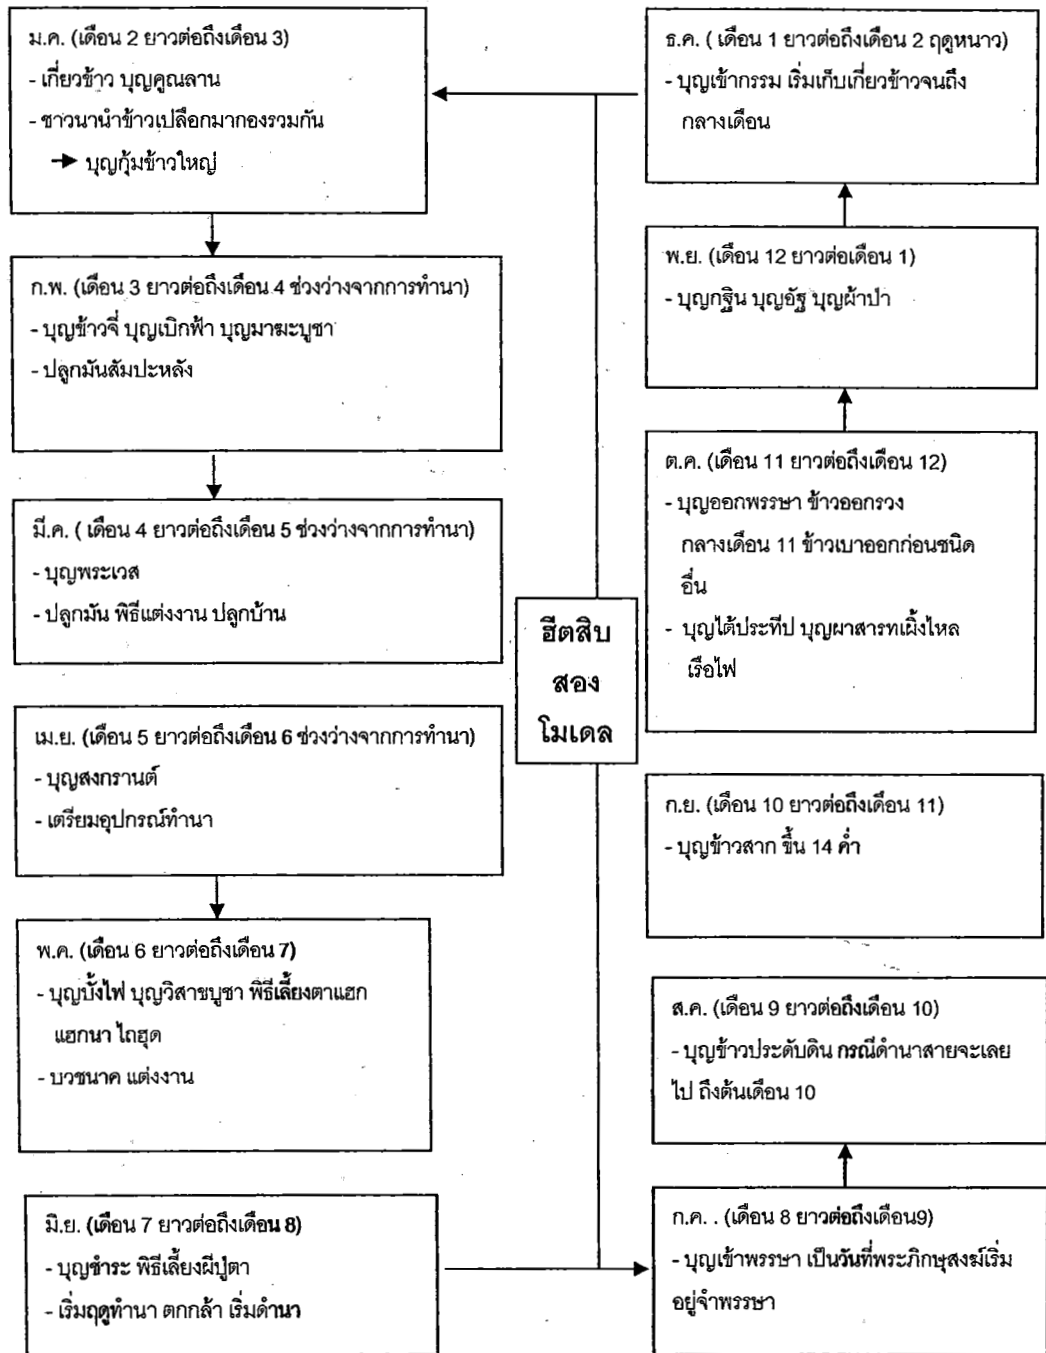 ม.ค. (เดือน 2 ยาวต่อถึงเดือน 3)
- เกี่ยวข้าว บุญคูณลาน
- ชาวนานำข้าวเปลือกมากองรวมกัน
→ บุญกุ้มข้าวใหญ่
ก.พ. (เดือน 3 ยาวต่อถึงเดือน 4 ช่วงว่างจากการทำนา)
- บุญข้าวจี่ บุญเบิกฟ้า บุญมาฆะบูชา
- ปลูกมันสัมปะหลัง
มี.ค. ( เดือน 4 ยาวต่อถึงเดือน 5 ช่วงว่างจากการทำนา)
- บุญพระเวส
- ปลูกมัน พิธีแต่งงาน ปลูกบ้าน
เม.ย. (เดือน 5 ยาวต่อถึงเดือน 6 ช่วงว่างจากการทำนา)
- บุญสงกรานต์
- เตรียมอุปกรณ์ทำนา
พ.ค. (เดือน 6 ยาวต่อถึงเดือน 7)
- บุญบั้งไฟ บุญวิสาขบูชา พิธีเลี้ยงตาแฮก
แฮกนา ไถฮุด
- บวชนาค แต่งงาน
มิ.ย. (เดือน 7 ยาวต่อถึงเดือน 8)
- บุญชำระ พิธีเลี้ยงผีปู่ตา
- เริ่มฤดูทำนา ตกกล้า เริ่มดำนา
ฮีตสิบ
สอง
โมเดล
ธ.ค. ( เดือน 1 ยาวต่อถึงเดือน 2 ฤดูหนาว)
- บุญเข้ากรรม เริ่มเก็บเกี่ยวข้าวจนถึง
กลางเดือน
พ.ย. (เดือน 12 ยาวต่อเดือน 1)
- บุญกฐิน บุญอัฐ บุญผ้าป่า
ต.ค. (เดือน 11 ยาวต่อถึงเดือน 12)
- บุญออกพรรษา ข้าวออกรวง
กลางเดือน 11 ข้าวเบาออกก่อนชนิด
อื่น
- บุญไต้ประทีป บุญผาสารทเผิ้งไหล
เรือไฟ
ก.ย. (เดือน 10 ยาวต่อถึงเดือน 11)
- บุญข้าวสาก ขึ้น 14 ค่ำ
ส.ค. (เดือน 9 ยาวต่อถึงเดือน 10)
- บุญข้าวประดับดิน กรณีดำนาสายจะเลย
ไป ถึงต้นเดือน 10
ก.ค. . (เดือน 8 ยาวต่อถึงเดือน9)
- บุญเข้าพรรษา เป็นวันที่พระภิกษุสงฆ์เริ่ม
อยู่จำพรรษา